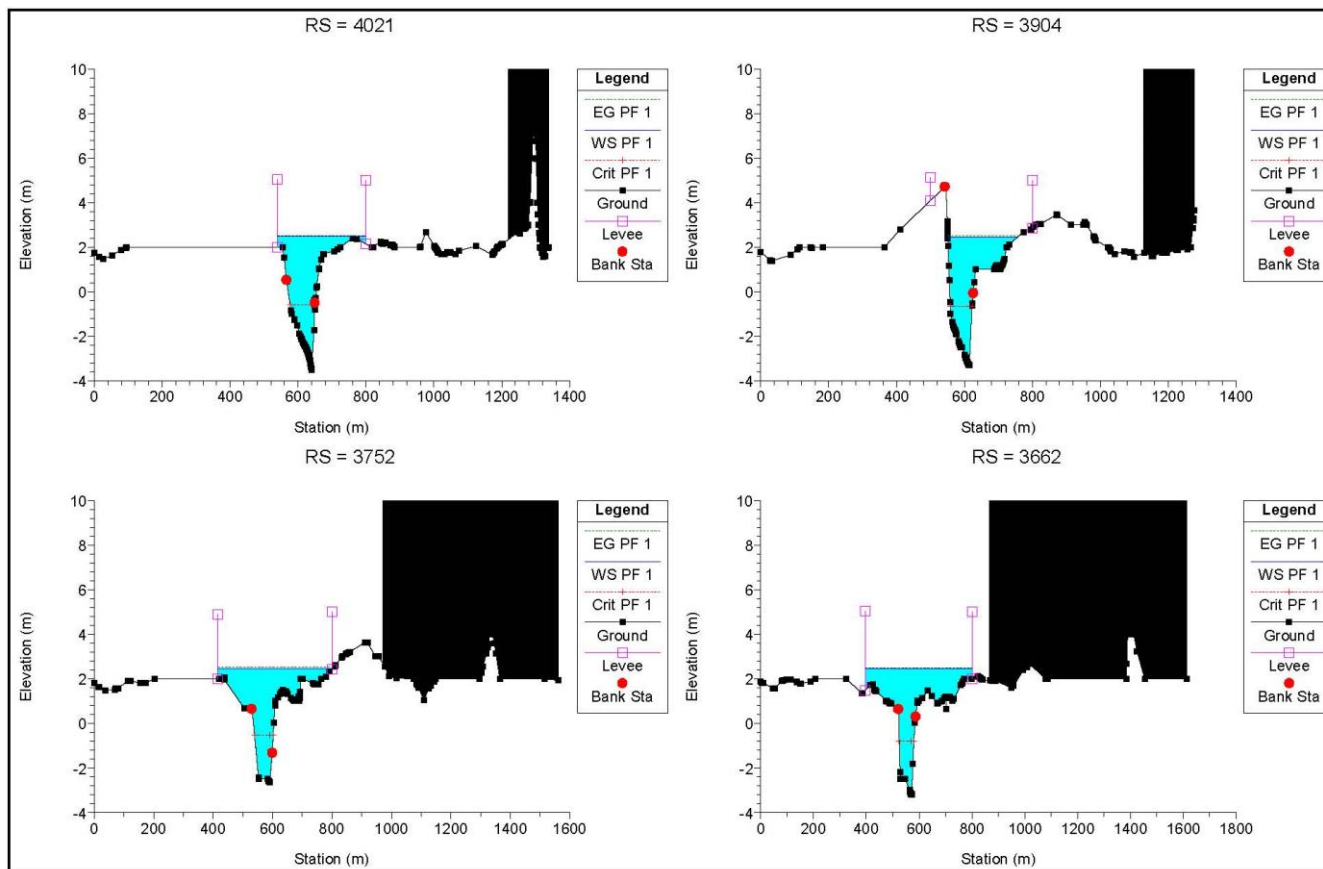 RS = 4021
10
8
6
4
2
0
-2
-4
Elevation (m)
0 200 400 600 800 1000 1200 1400
Station (m)
Legend
EG PF 1
WS PF 1
Crit PF 1
Ground
Levee
Bank Sta
RS = 3904
10
8
6
4
2
0
-2
-4
Elevation (m)
0 200 400 600 800 1000 1200 1400
Station (m)
Legend
EG PF 1
WS PF 1
Crit PF 1
Ground
Levee
Bank Sta
RS = 3752
10
8
6
4
2
0
-2
-4
Elevation (m)
0 200 400 600 800 1000 1200 1400 1600
Station (m)
Legend
EG PF 1
WS PF 1
Crit PF 1
Ground
Levee
Bank Sta
RS = 3662
10
8
6
4
2
0
-2
-4
Elevation (m)
0 200 400 600 800 1000 1200 1400 1600 1800
Station (m)
Legend
EG PF 1
WS PF 1
Crit PF 1
Ground
Levee
Bank Sta